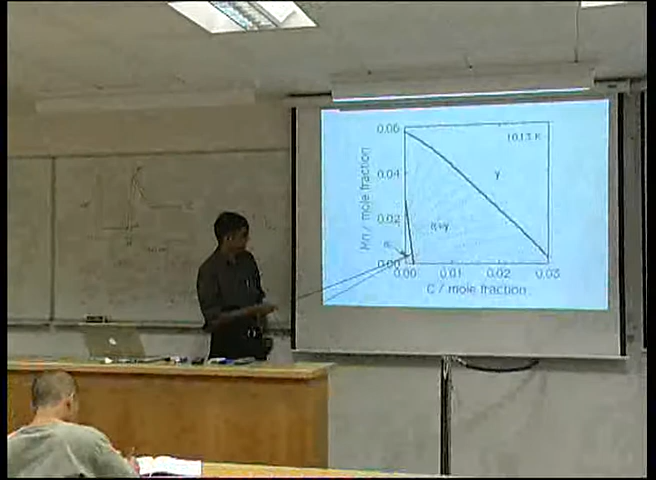 0.06
1013 K
0.04
γ
Mn / mole fraction
0.02
α+γ
α
0.00
0.00 0.01 0.02 0.03
C / mole fraction